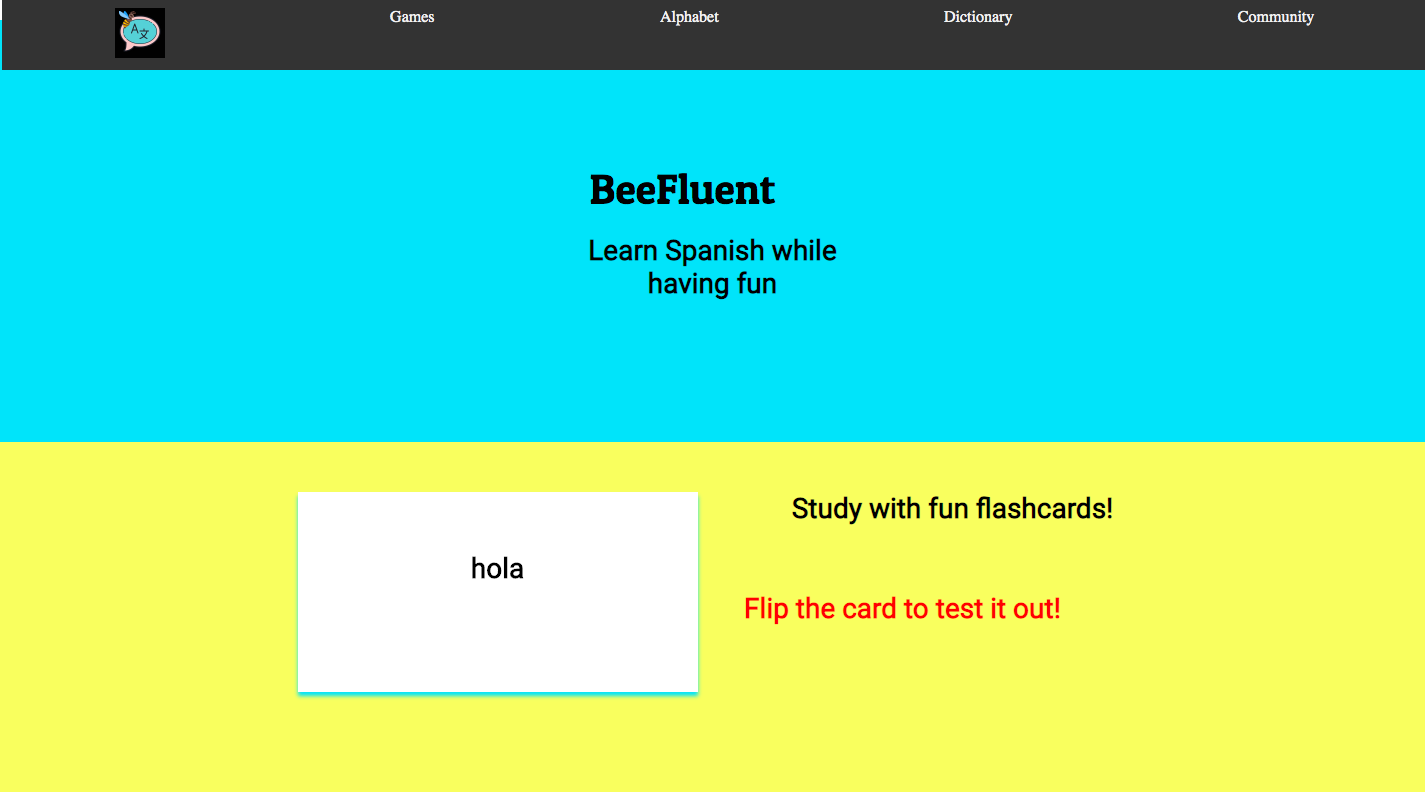 A文
Games
Alphabet
Dictionary
Community
BeeFluent
Learn Spanish while
having fun
hola
Study with fun flashcards!
Flip the card to test it out!